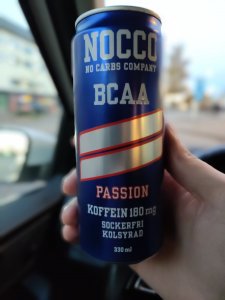 NOCCO
NO CARBS COMPANY
BCAA
PASSION
KOFFEIN 180 mg
SOCKERFRI
KOLSYRAD
330 ml